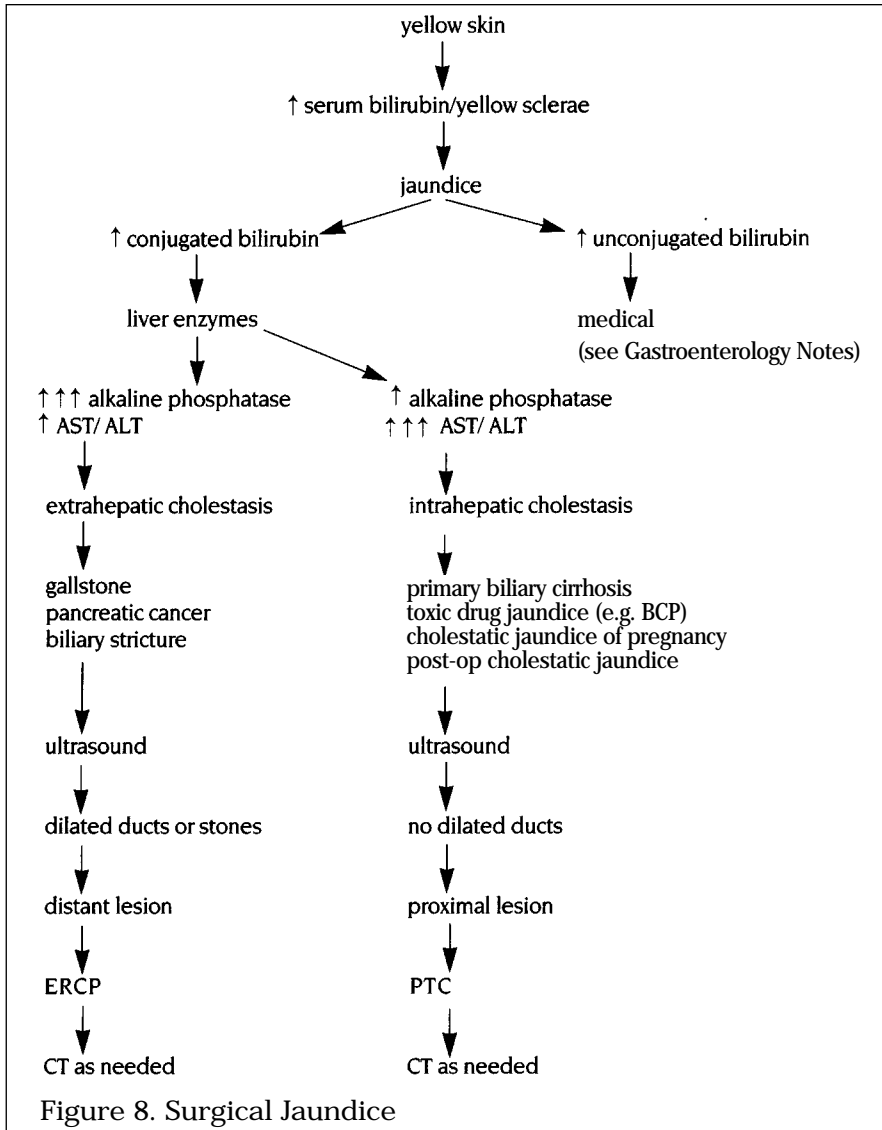 yellow skin
↑ serum bilirubin/yellow sclerae
jaundice
↑ conjugated bilirubin
↑ unconjugated bilirubin
liver enzymes
medical
(see Gastroenterology Notes)
↑↑↑ alkaline phosphatase
↑ AST/ ALT
↑ alkaline phosphatase
↑↑↑ AST/ ALT
extrahepatic cholestasis
intrahepatic cholestasis
gallstone
pancreatic cancer
biliary stricture
primary biliary cirrhosis
toxic drug jaundice (e.g. BCP)
cholestatic jaundice of pregnancy
post-op cholestatic jaundice
ultrasound
ultrasound
dilated ducts or stones
no dilated ducts
distant lesion
proximal lesion
ERCP
PTC
CT as needed
CT as needed
Figure 8. Surgical Jaundice